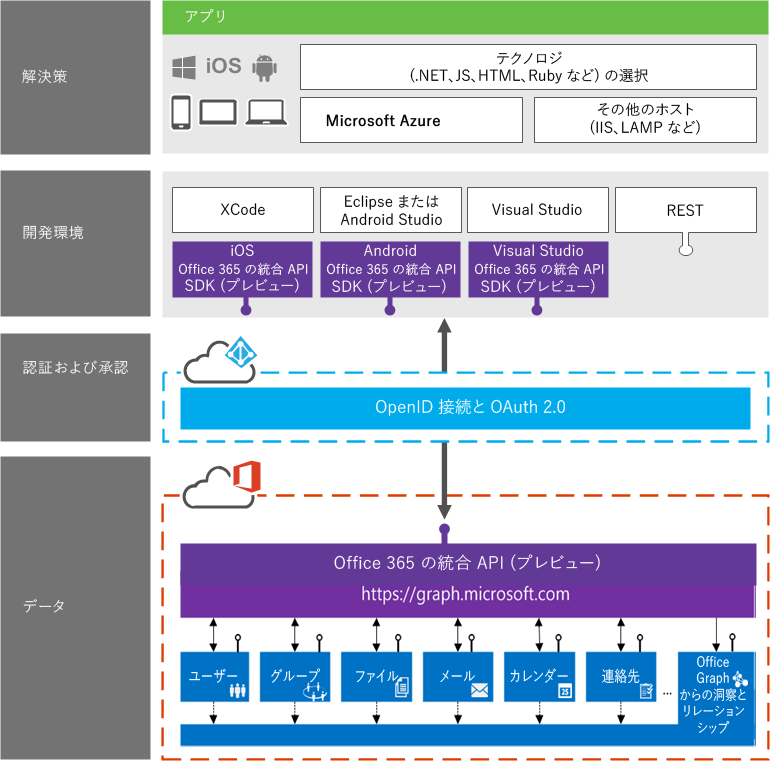 解決策
アプリ
iOS
テクノロジ
(.NET、JS、HTML、Ruby など) の選択
Microsoft Azure
その他のホスト
(IIS、LAMP など)
開発環境
XCode
Eclipse または
Android Studio
Visual Studio
REST
iOS
Office 365 の統合 API
SDK (プレビュー)
Android
Office 365 の統合 API
SDK (プレビュー)
Visual Studio
Office 365 の統合 API
SDK (プレビュー)
認証および承認
OpenID 接続と OAuth 2.0
データ
Office 365 の統合 API (プレビュー)
https://graph.microsoft.com
ユーザー
グループ
ファイル
メール
カレンダー
25
連絡先
...
Office
Graph
からの洞察と
リレーション
シップ